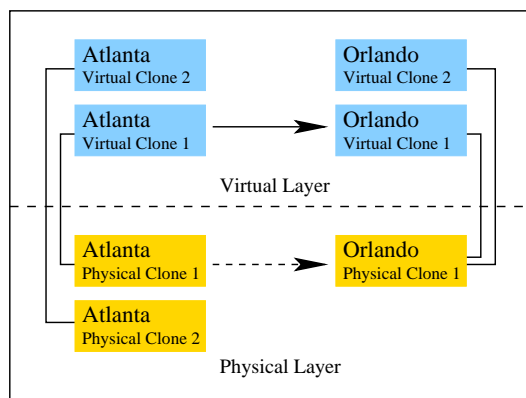 Atlanta
Virtual Clone 2
Orlando
Virtual Clone 2
Atlanta
Virtual Clone 1
Orlando
Virtual Clone 1
Virtual Layer
Atlanta
Physical Clone 1
Orlando
Physical Clone 1
Atlanta
Physical Clone 2
Physical Layer